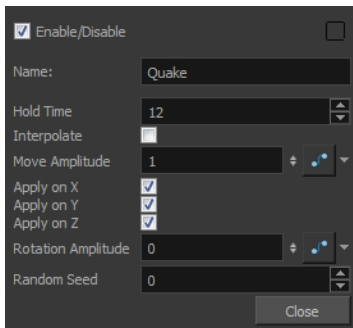 Enable/Disable
Name: Quake
Hold Time 12
Interpolate
Move Amplitude 1
Apply on X
Apply on Y
Apply on Z
Rotation Amplitude 0
Random Seed 0
Close